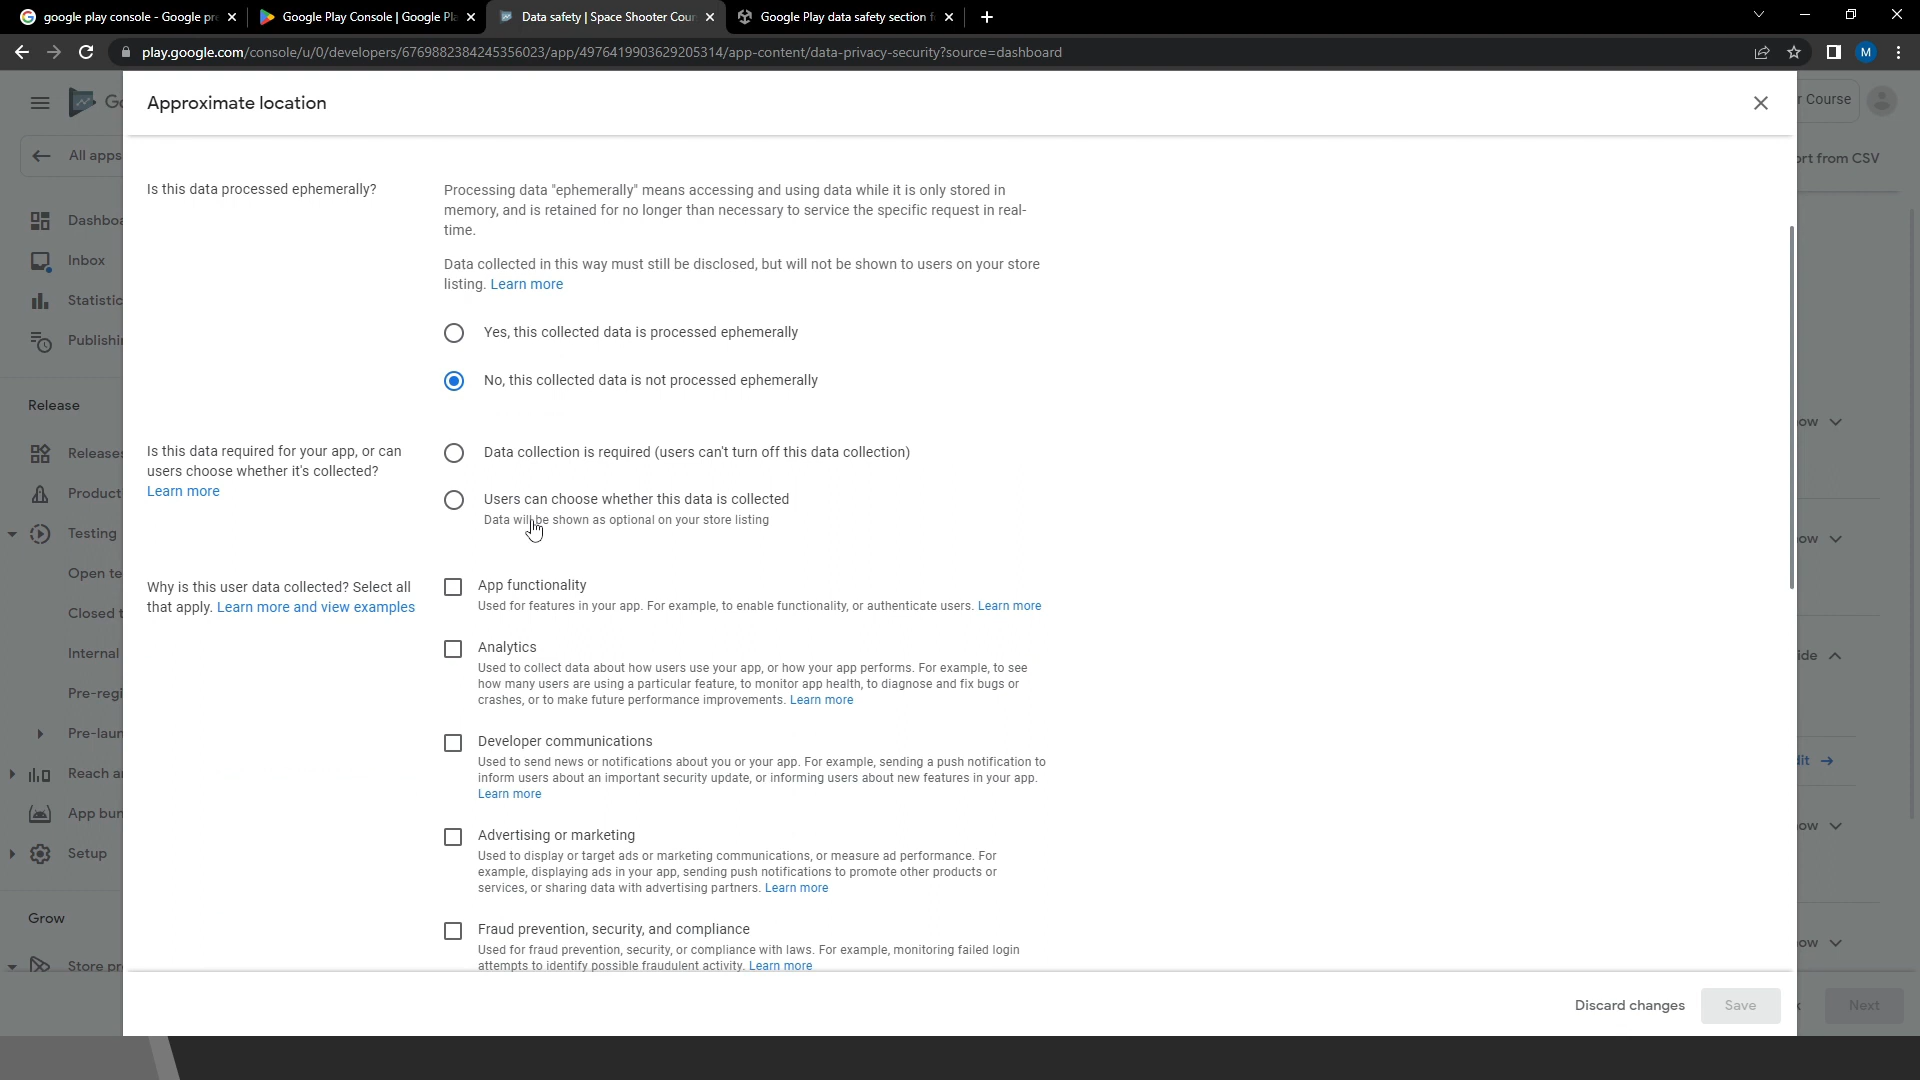 google play console - Google pr
Google Play Console | Google Pl
Data safety | Space Shooter Cour
Google Play data safety section f
play.google.com/console/u/0/developers/6769882384245356023/app/4976419903629205314/app-content/data-privacy-security?source=dashboard
M
Approximate location
r Course
All apps
ort from CSV
Is this data processed ephemerally?
Processing data "ephemerally" means accessing and using data while it is only stored in
memory, and is retained for no longer than necessary to service the specific request in real-
time.
Data collected in this way must still be disclosed, but will not be shown to users on your store
listing. Learn more
Yes, this collected data is processed ephemerally
No, this collected data is not processed ephemerally
Is this data required for your app, or can
users choose whether it's collected?
Learn more
Data collection is required (users can't turn off this data collection)
Users can choose whether this data is collected
Data will be shown as optional on your store listing
Why is this user data collected? Select all
that apply. Learn more and view examples
App functionality
Used for features in your app. For example, to enable functionality, or authenticate users. Learn more
Analytics
Used to collect data about how users use your app, or how your app performs. For example, to see
how many users are using a particular feature, to monitor app health, to diagnose and fix bugs or
crashes, or to make future performance improvements. Learn more
Developer communications
Used to send news or notifications about you or your app. For example, sending a push notification to
inform users about an important security update, or informing users about new features in your app.
Learn more
Advertising or marketing
Used to display or target ads or marketing communications, or measure ad performance. For
example, displaying ads in your app, sending push notifications to promote other products or
services, or sharing data with advertising partners. Learn more
Fraud prevention, security, and compliance
Used for fraud prevention, security, or compliance with laws. For example, monitoring failed login
attempts to identify possible fraudulent activity. Learn more
Discard changes
Save
Next
Go
Dashboa
Inbox
Statistic
Publishi
Release
Releases
Product
Testing
Open te
Closed t
Internal
Pre-regi
Pre-laun
Reach a
App bun
Setup
Grow
Store pr
ow
ow
ide
dit
ow
ow